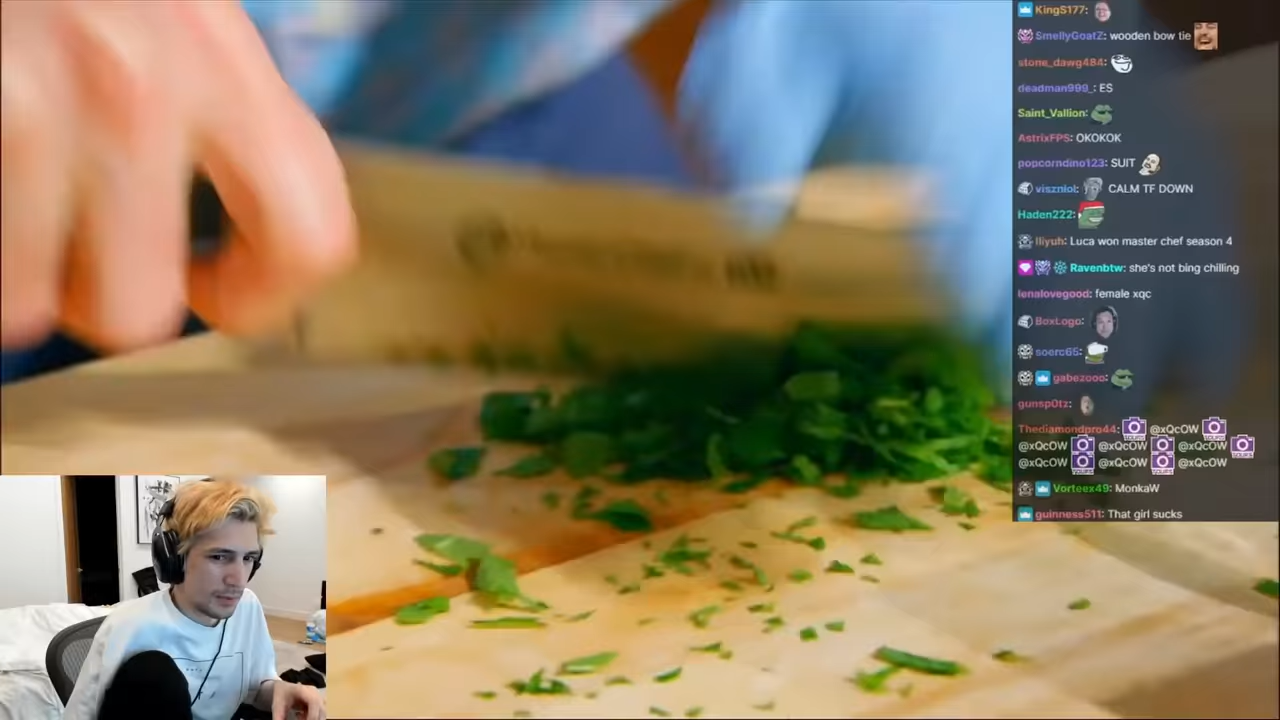 KingS177:
SmellyGoatZ: wooden bow tie
stone_dawg484:
deadman999_: ES
Saint_Vallion:
AstrixFPS: OKOKOK
popcorndino123: SUIT
viszniol: CALM TF DOWN
Haden222:
Iliyuh: Luca won master chef season 4
Ravenbtw: she's not bing chilling
lenalovegood: female xqc
BoxLogo:
soerc65:
gabezooo:
gunsp0tz:
Thediamondpro44: @xQcOW
@xQcOW @xQcOW @xQcOW
@xQcOW @xQcOW @xQcOW
Vorteex49: MonkaW
guinness511: That girl sucks